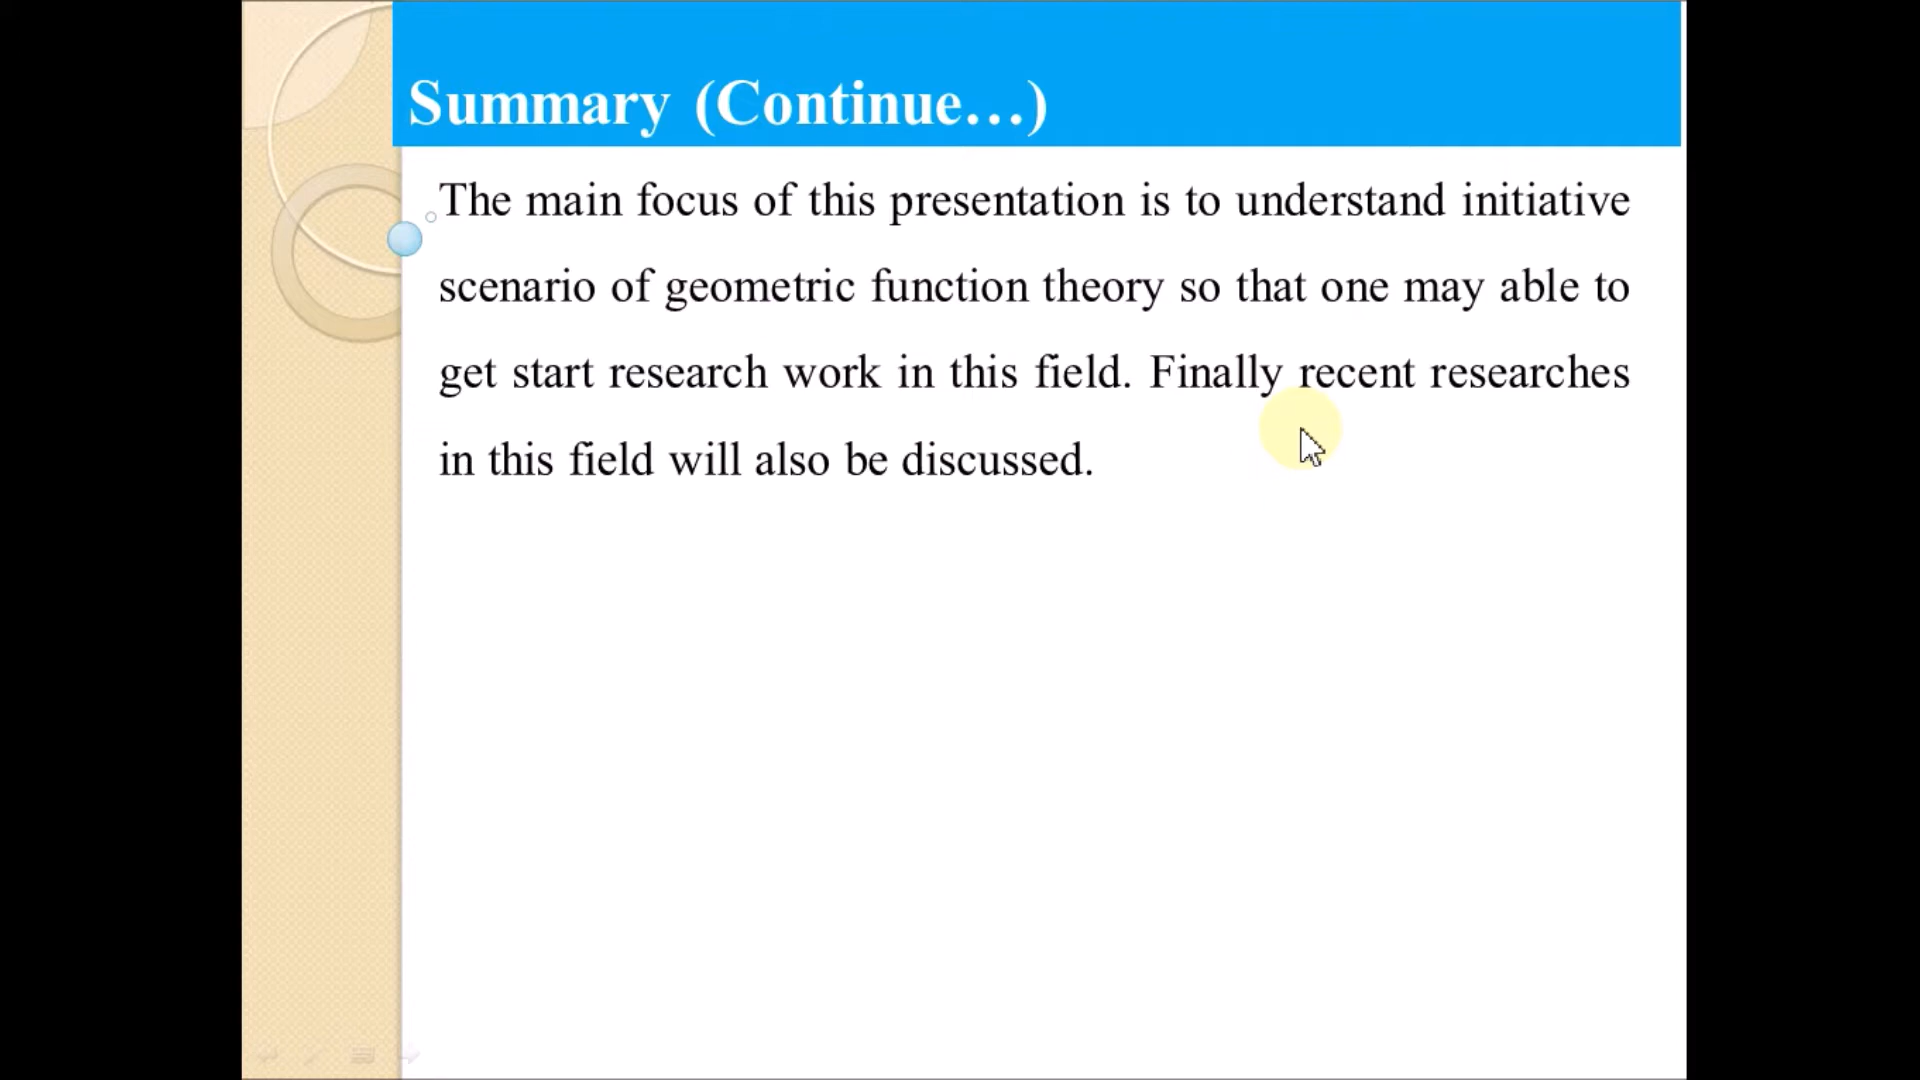 Summary (Continue…)
The main focus of this presentation is to understand initiative
scenario of geometric function theory so that one may able to
get start research work in this field. Finally recent researches
in this field will also be discussed.